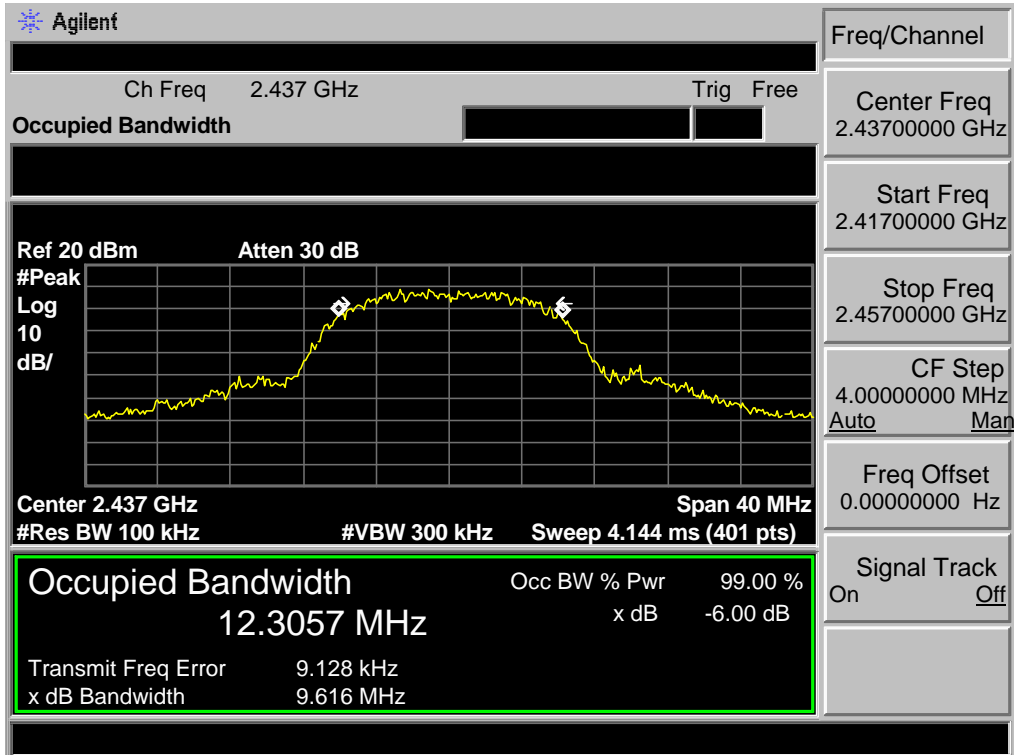 Agilent
Freq/Channel
Ch Freq 2.437 GHz Trig Free
Occupied Bandwidth
Center Freq
2.43700000 GHz
Start Freq
2.41700000 GHz
Stop Freq
2.45700000 GHz
CF Step
4.00000000 MHz
Auto Man
Freq Offset
0.00000000 Hz
Signal Track
On Off
Ref 20 dBm Atten 30 dB
#Peak
Log
10
dB/
Center 2.437 GHz Span 40 MHz
#Res BW 100 kHz #VBW 300 kHz Sweep 4.144 ms (401 pts)
Occupied Bandwidth Occ BW % Pwr 99.00 %
12.3057 MHz x dB -6.00 dB
Transmit Freq Error 9.128 kHz
x dB Bandwidth 9.616 MHz